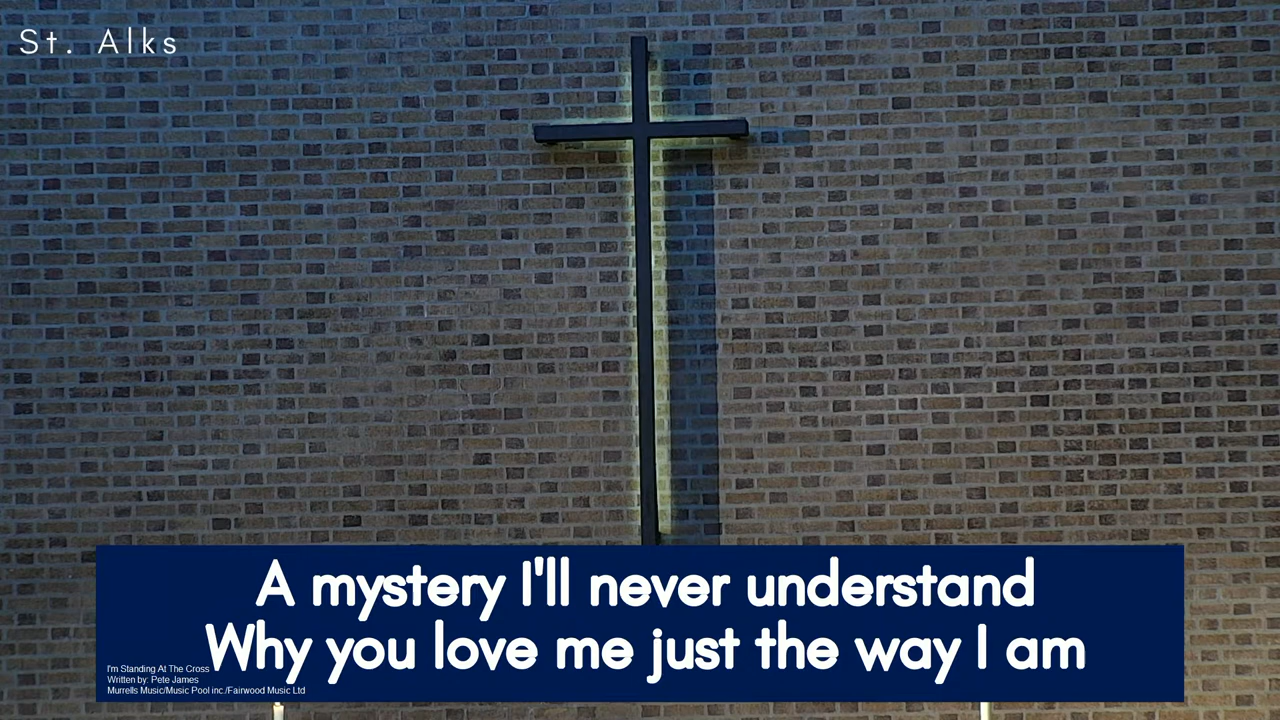 St. Alks
A mystery I'll never understand
Why you love me just the way I am
I'm Standing At The Cross
Written by: Pete James
Murrells Music/Music Pool inc./Fairwood Music Ltd